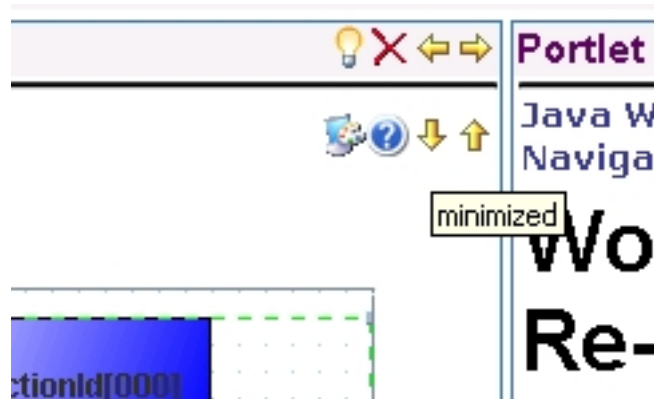 Portlet
Java W
Naviga
minimized
Wo
Re-
ctionId[000]